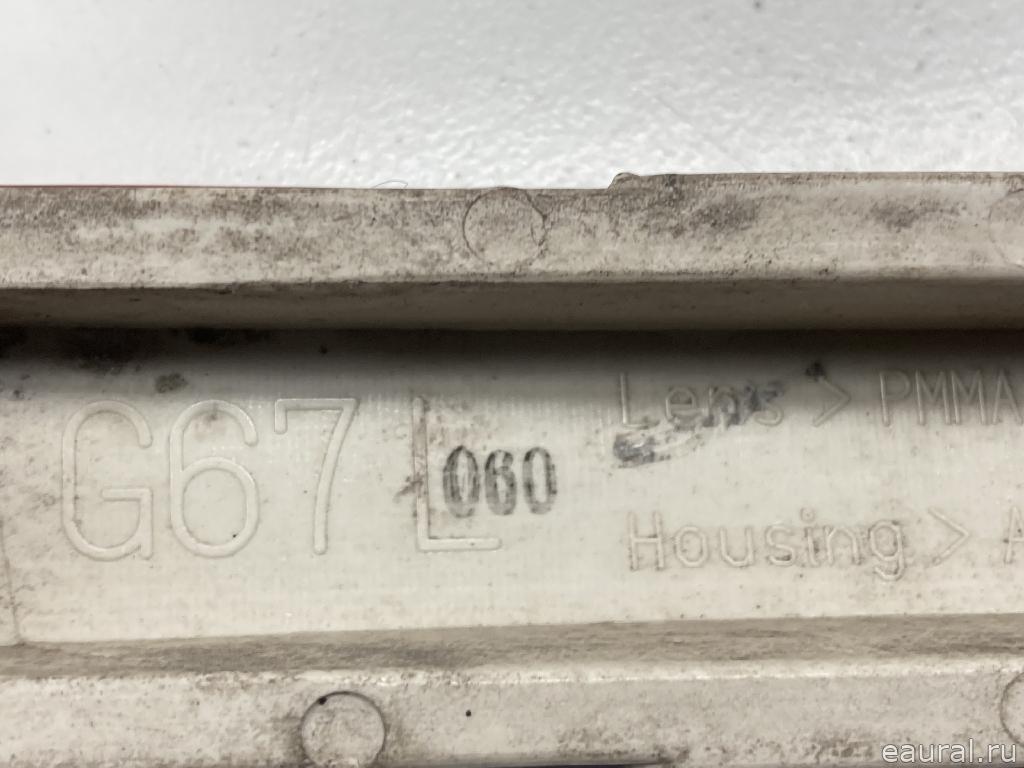 G67 L
060
Lens >PMMA
Housing >A
eaural.ru